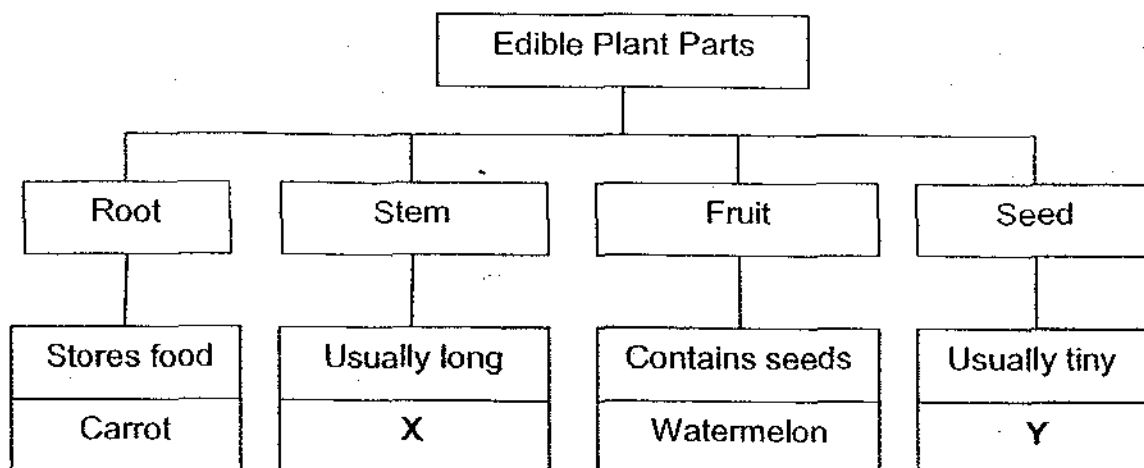 Edible Plant Parts
Root
Stem
Fruit
Seed
Stores food
Usually long
Contains seeds
Usually tiny
Carrot
X
Watermelon
Y